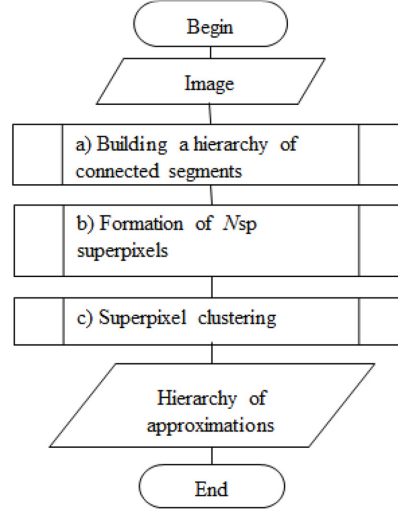 Begin
Image
a) Building a hierarchy of
connected segments
b) Formation of Nsp
superpixels
c) Superpixel clustering
Hierarchy of
approximations
End